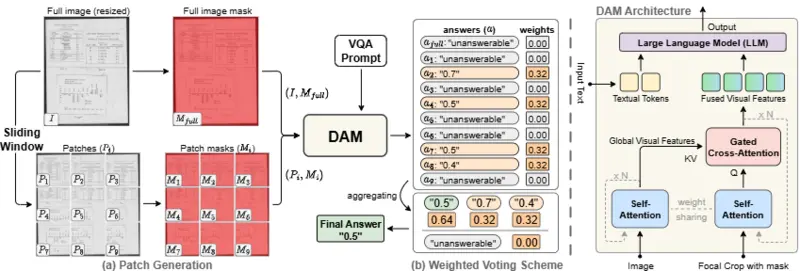 Full image (resized)
Full image mask
I
M_full
Sliding
Window
Patches (P_i)
Patch masks (M_i)
P_1 P_2 P_3
P_4 P_5 P_6
P_7 P_8 P_9
M_1 M_2 M_3
M_4 M_5 M_6
M_7 M_8 M_9
(a) Patch Generation
(I, M_full)
(P_i, M_i)
VQA
Prompt
DAM
answers (a) weights
a_full: "unanswerable" 0.00
a_1: "unanswerable" 0.00
a_2: "0.7" 0.32
a_3: "unanswerable" 0.00
a_4: "0.5" 0.32
a_5: "unanswerable" 0.00
a_6: "unanswerable" 0.00
a_7: "0.5" 0.32
a_8: "0.4" 0.32
a_9: "unanswerable" 0.00
aggregating
"0.5" "0.7" "0.4"
0.64 0.32 0.32
"unanswerable" 0.00
Final Answer
"0.5"
(b) Weighted Voting Scheme
DAM Architecture
Output
Large Language Model (LLM)
Input Text
Textual Tokens
Fused Visual Features
x N
Global Visual Features
Gated
Cross-Attention
KV
Q
x N
Self-
Attention
weight
sharing
Self-
Attention
Image
Focal Crop with mask